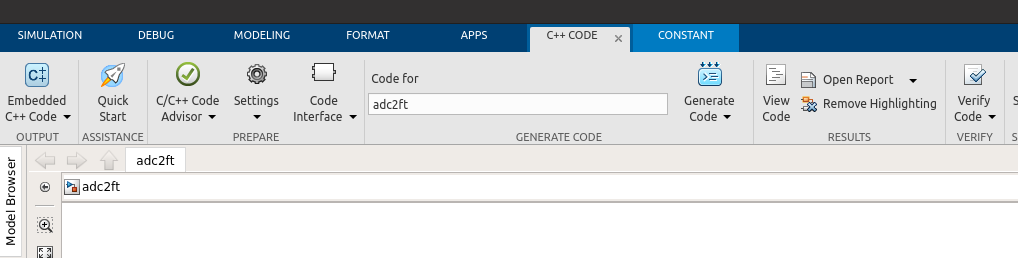 SIMULATION DEBUG MODELING FORMAT APPS C++ CODE × CONSTANT
Embedded C++ Code
Quick Start
C/C++ Code Advisor
Settings
Code Interface
Code for
adc2ft
Generate Code
View Code
Open Report
Remove Highlighting
Verify Code
S
OUTPUT ASSISTANCE PREPARE GENERATE CODE RESULTS VERIFY S
adc2ft
adc2ft
Model Browser